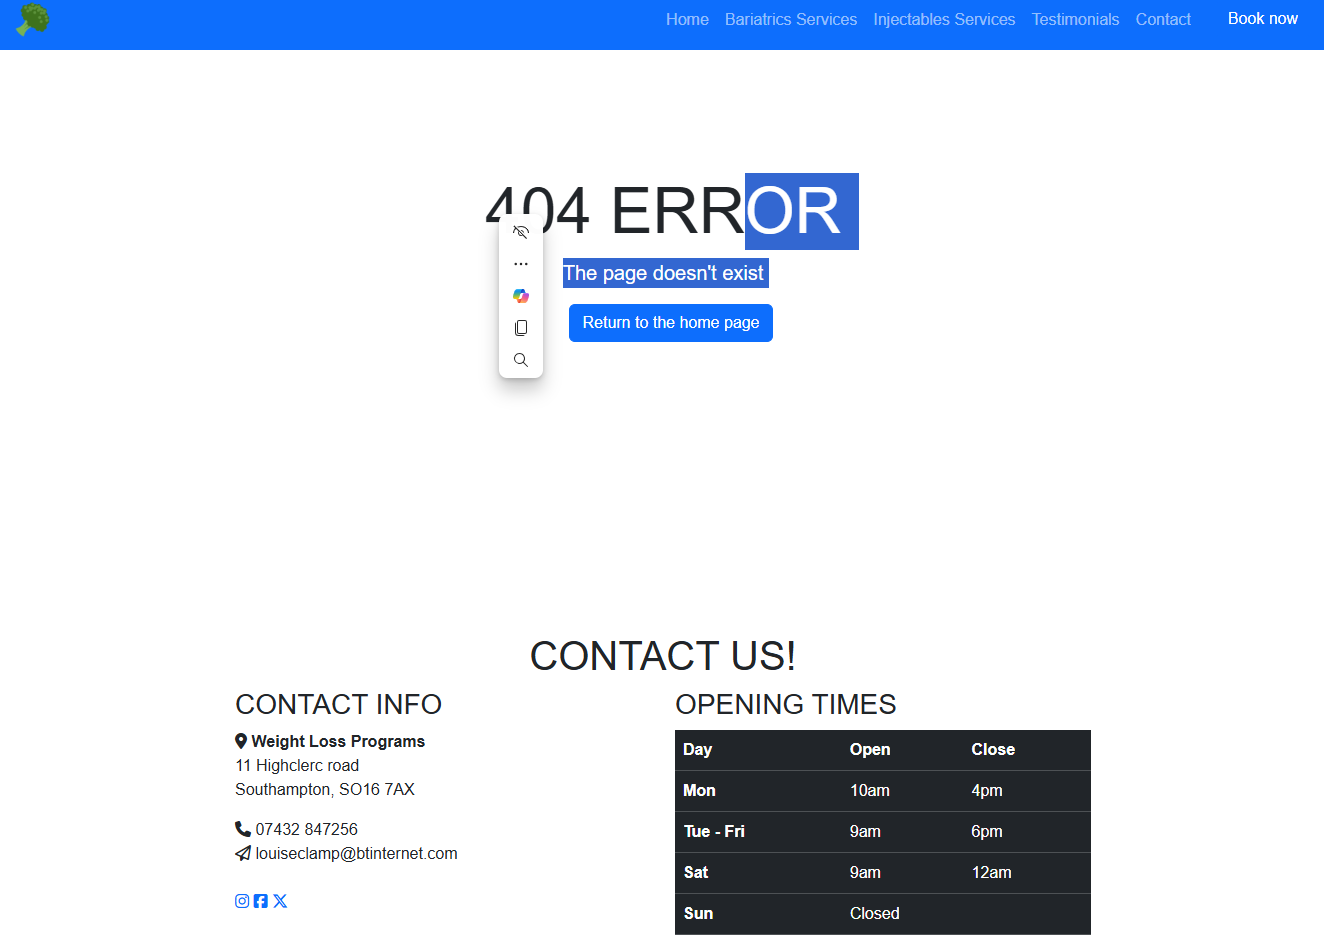 Home Bariatrics Services Injectables Services Testimonials Contact Book now
404 ERROR
The page doesn't exist
Return to the home page
CONTACT US!
CONTACT INFO
Weight Loss Programs
11 Highclerc road
Southampton, SO16 7AX
07432 847256
louiseclamp@btinternet.com
OPENING TIMES
Day Open Close
Mon 10am 4pm
Tue - Fri 9am 6pm
Sat 9am 12am
Sun Closed